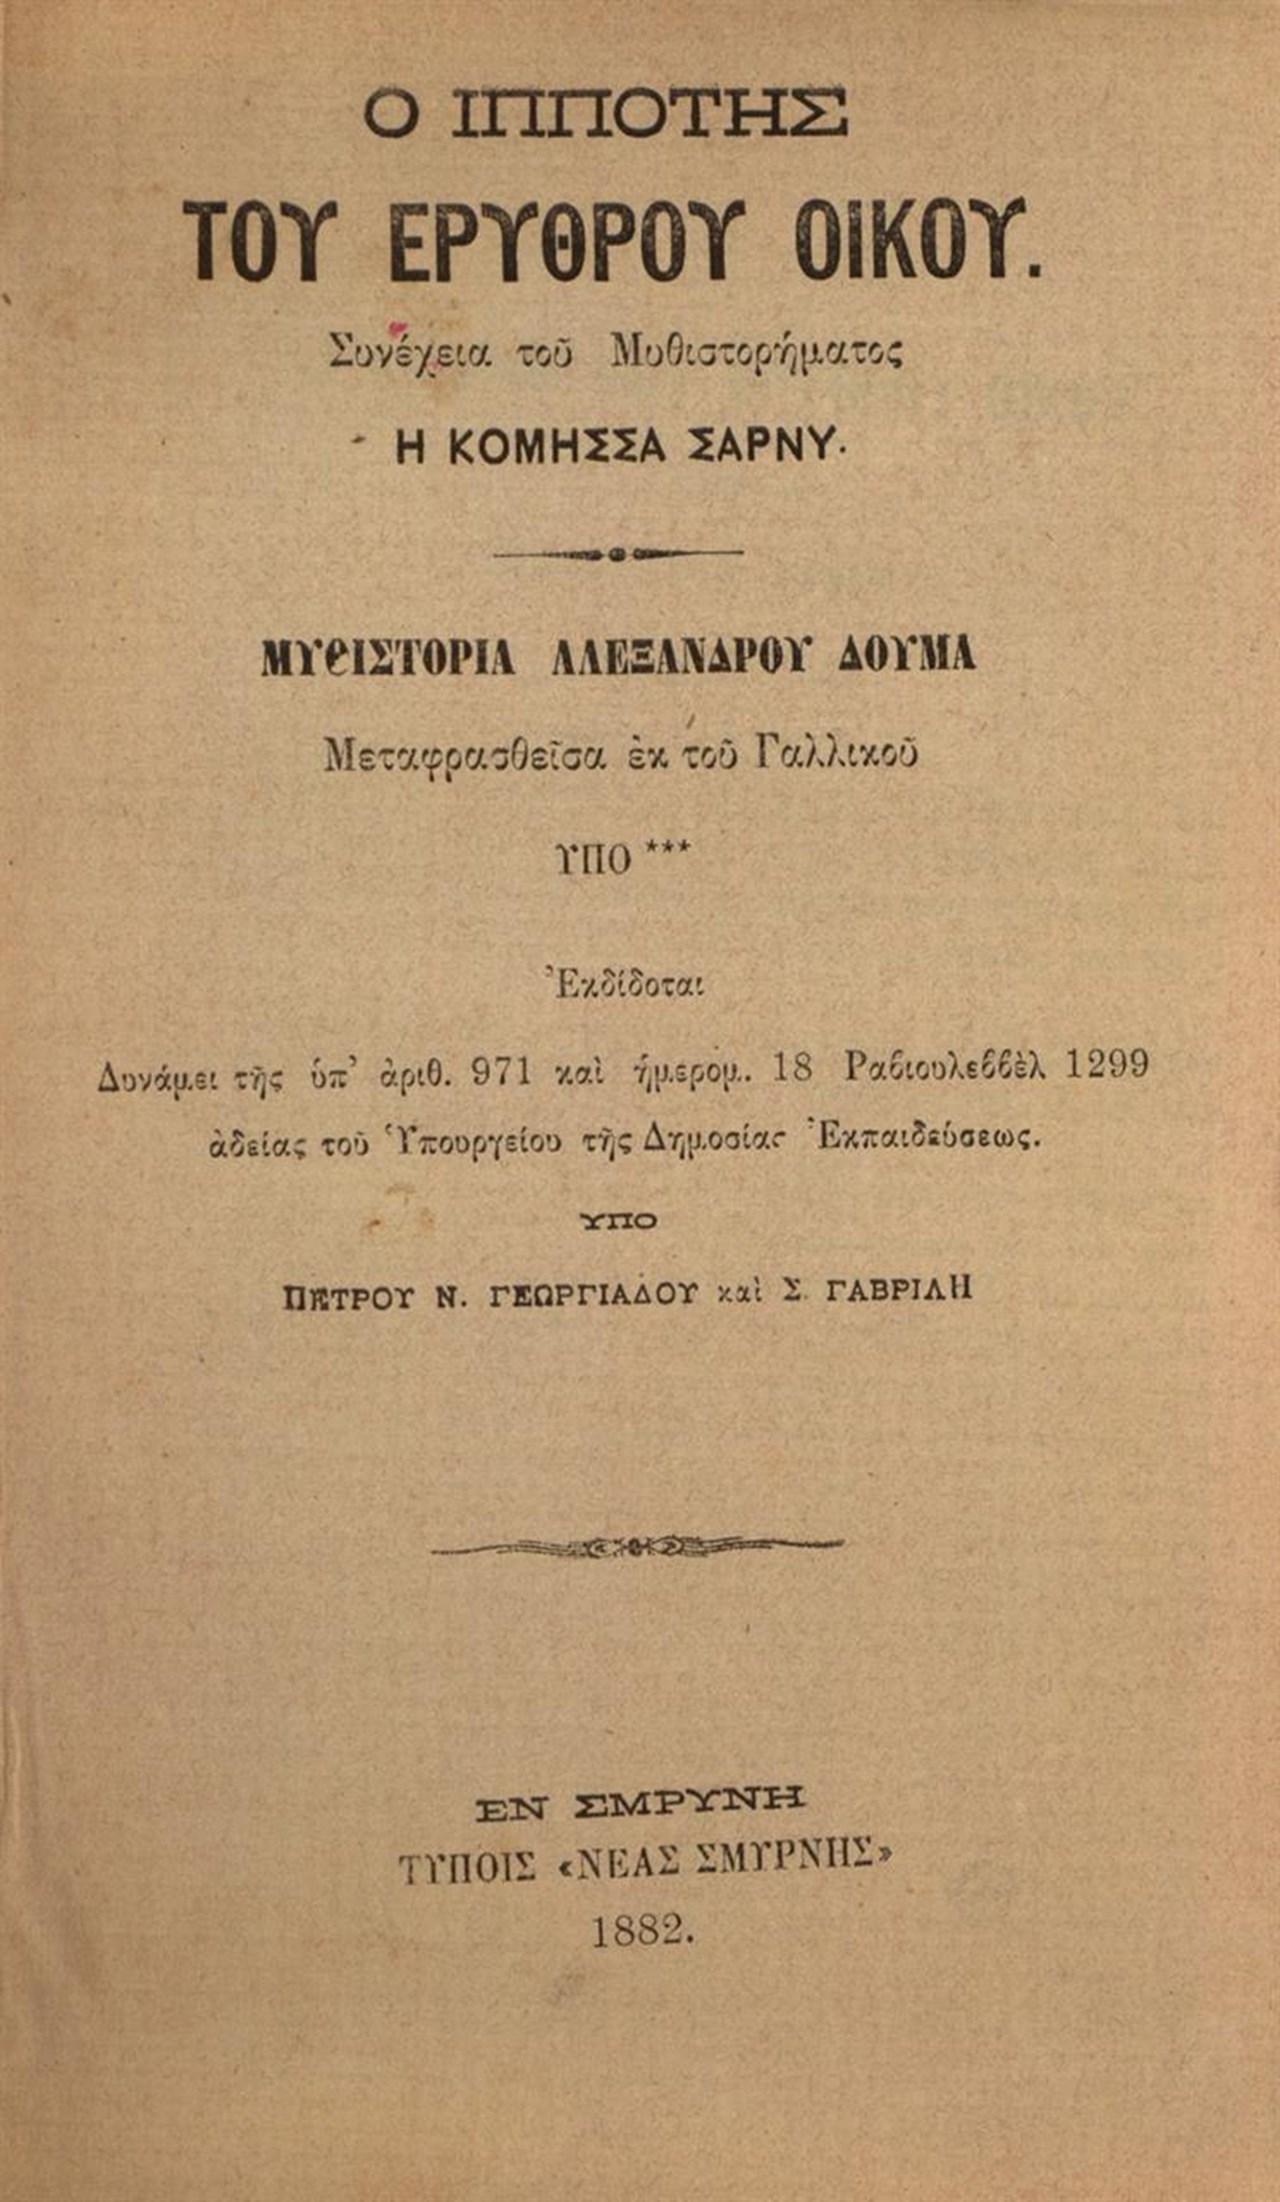 Ο ΙΠΠΟΤΗΣ
ΤΟΥ ΕΡΥΘΡΟΥ ΟΙΚΟΥ.
Συνέχεια τοῦ Μυθιστορήματος
Η ΚΟΜΗΣΣΑ ΣΑΡΝΥ.
ΜΥΘΙΣΤΟΡΙΑ ΑΛΕΞΑΝΔΡΟΥ ΔΟΥΜΑ
Μεταφρασθεῖσα ἐκ τοῦ Γαλλικοῦ
ΥΠΟ ***
Ἐκδίδοται
Δυνάμει τῆς ὑπ’ ἀριθ. 971 καὶ ἡμερομ. 18 Ραβιουλεββὲλ 1299
ἀδείας τοῦ Ὑπουργείου τῆς Δημοσίας Ἐκπαιδεύσεως.
ΥΠΟ
ΠΕΤΡΟΥ Ν. ΓΕΩΡΓΙΑΔΟΥ καὶ Σ. ΓΑΒΡΙΛΗ
ΕΝ ΣΜΡΥΝΗ
ΤΥΠΟΙΣ «ΝΕΑΣ ΣΜΥΡΝΗΣ»
1882.